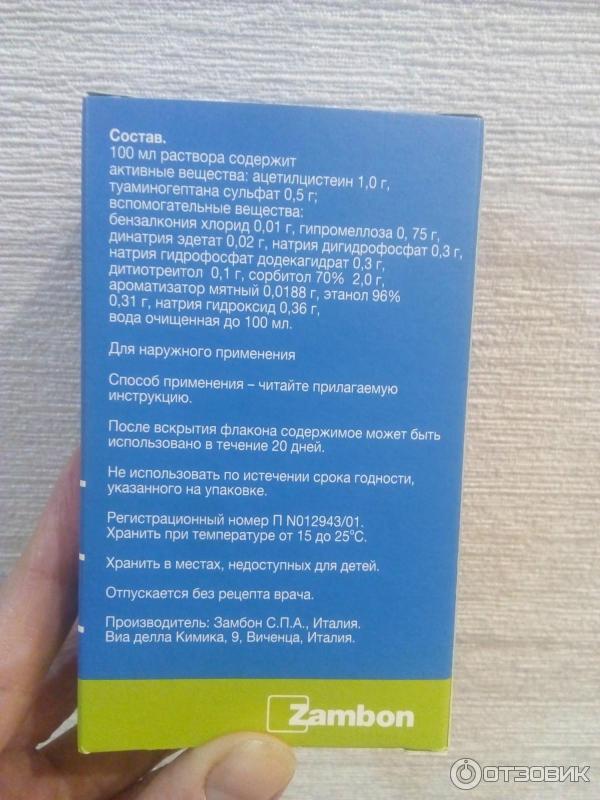 Состав.
100 мл раствора содержит
активные вещества: ацетилцистеин 1,0 г,
туаминогептана сульфат 0,5 г;
вспомогательные вещества:
бензалкония хлорид 0,01 г, гипромеллоза 0, 75 г,
динатрия эдетат 0,02 г, натрия дигидрофосфат 0,3 г,
натрия гидрофосфат додекагидрат 0,3 г,
дитиотреитол 0,1 г, сорбитол 70% 2,0 г,
ароматизатор мятный 0,0188 г, этанол 96%
0,31 г, натрия гидроксид 0,36 г,
вода очищенная до 100 мл.
Для наружного применения
Способ применения – читайте прилагаемую
инструкцию.
После вскрытия флакона содержимое может быть
использовано в течение 20 дней.
Не использовать по истечении срока годности,
указанного на упаковке.
Регистрационный номер П N012943/01.
Хранить при температуре от 15 до 25°С.
Хранить в местах, недоступных для детей.
Отпускается без рецепта врача.
Производитель: Замбон С.П.А., Италия.
Виа делла Кимика, 9, Виченца, Италия.
Zambon
ОТЗОВИК